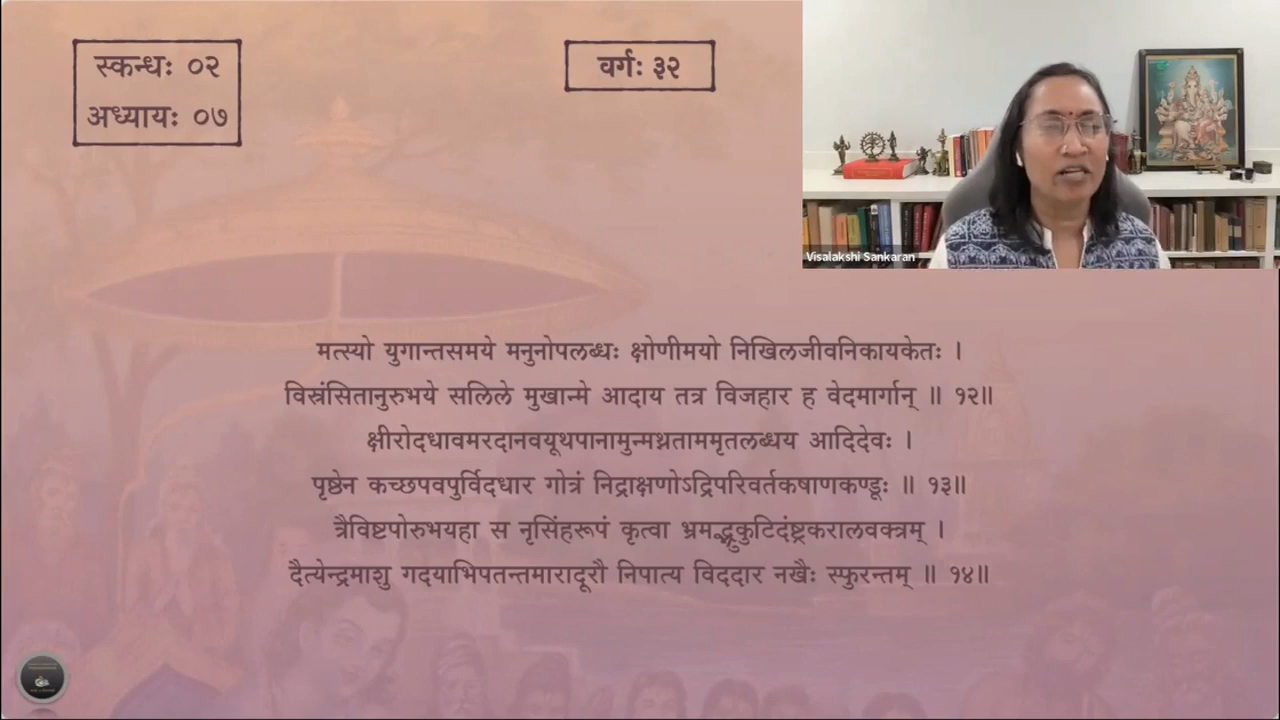 स्कन्धः ०२
अध्यायः ०७
वर्गः ३२
Visalakshi Sankaran
मत्स्यो युगान्तसमये मनुनोपलब्धः क्षोणीमयो निखिलजीवनिकायकेतः ।
विस्रंसितानुरुभये सलिले मुखान्मे आदाय तत्र विजहार ह वेदमार्गान् ॥ १२॥
क्षीरोदधावमरदानवयूथपानामुन्मथ्नताममृतलब्धय आदिदेवः ।
पृष्ठेन कच्छपवपुर्विदधार गोत्रं निद्राक्षणोऽद्रिपरिवर्तकषाणकण्डूः ॥ १३॥
त्रैविष्टपोरुभयहा स नृसिंहरूपं कृत्वा भ्रमद्भ्रुकुटिदंष्ट्रकरालवक्त्रम् ।
दैत्येन्द्रमाशु गदयाभिपतन्तमारादूरौ निपात्य विददार नखैः स्फुरन्तम् ॥ १४॥